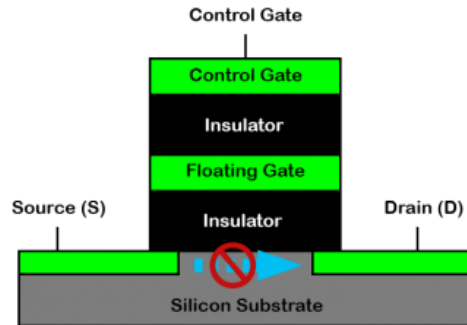 Control Gate
Control Gate
Insulator
Floating Gate
Insulator
Source (S)
Drain (D)
Silicon Substrate